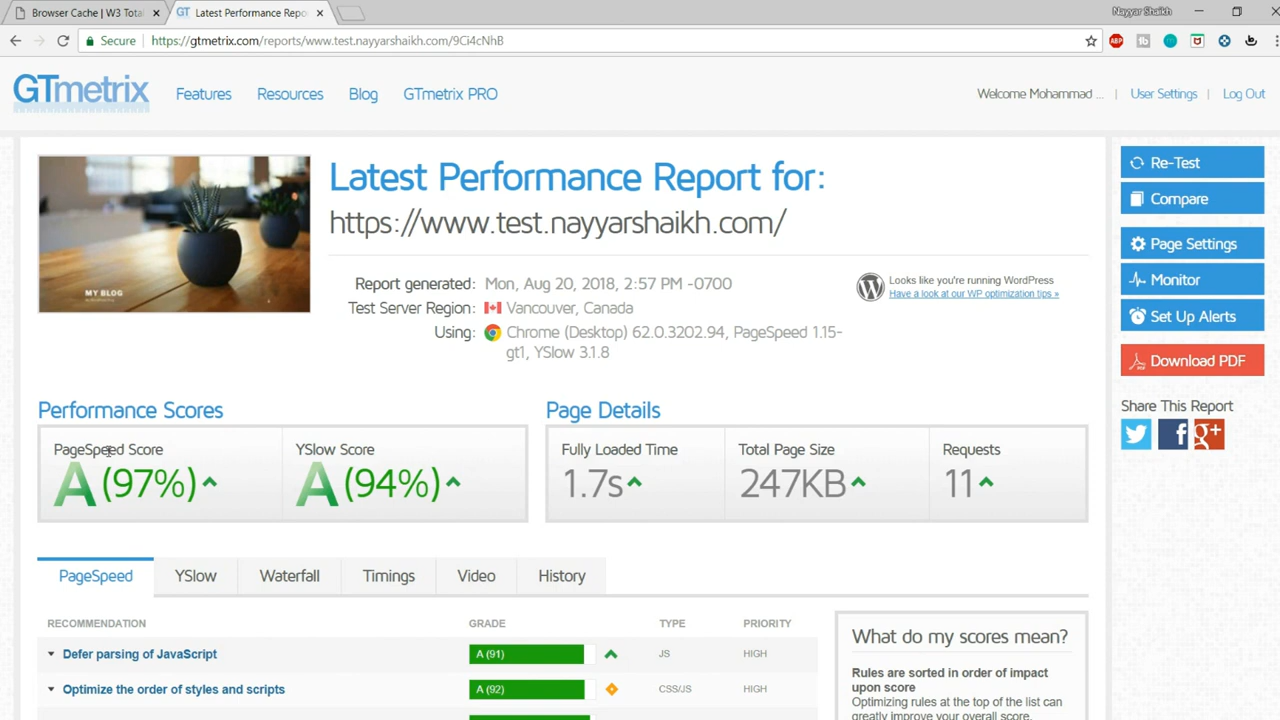 Browser Cache | W3 Total
Latest Performance Repo
Nayyar Shaikh
Secure
https://gtmetrix.com/reports/www.test.nayyarshaikh.com/9Ci4cNhB
ABP
GTmetrix
Features
Resources
Blog
GTmetrix PRO
Welcome Mohammad ...
User Settings
Log Out
MY BLOG
Latest Performance Report for:
https://www.test.nayyarshaikh.com/
Report generated: Mon, Aug 20, 2018, 2:57 PM -0700
Test Server Region: Vancouver, Canada
Using: Chrome (Desktop) 62.0.3202.94, PageSpeed 1.15-
gt1, YSlow 3.1.8
Looks like you're running WordPress
Have a look at our WP optimization tips »
Re-Test
Compare
Page Settings
Monitor
Set Up Alerts
Download PDF
Share This Report
Performance Scores
PageSpeed Score
A (97%)
YSlow Score
A (94%)
Page Details
Fully Loaded Time
1.7s
Total Page Size
247KB
Requests
11
PageSpeed
YSlow
Waterfall
Timings
Video
History
RECOMMENDATION GRADE TYPE PRIORITY
Defer parsing of JavaScript A (91) JS HIGH
Optimize the order of styles and scripts A (92) CSS/JS HIGH
What do my scores mean?
Rules are sorted in order of impact
upon score
Optimizing rules at the top of the list can
greatly improve your overall score.